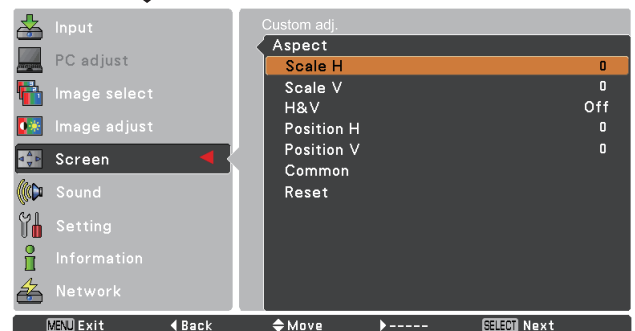 Input
PC adjust
Image select
Image adjust
Screen
Sound
Setting
Information
Network
Custom adj.
Aspect
Scale H 0
Scale V 0
H&V Off
Position H 0
Position V 0
Common
Reset
MENU Exit Back Move ----- SELECT Next